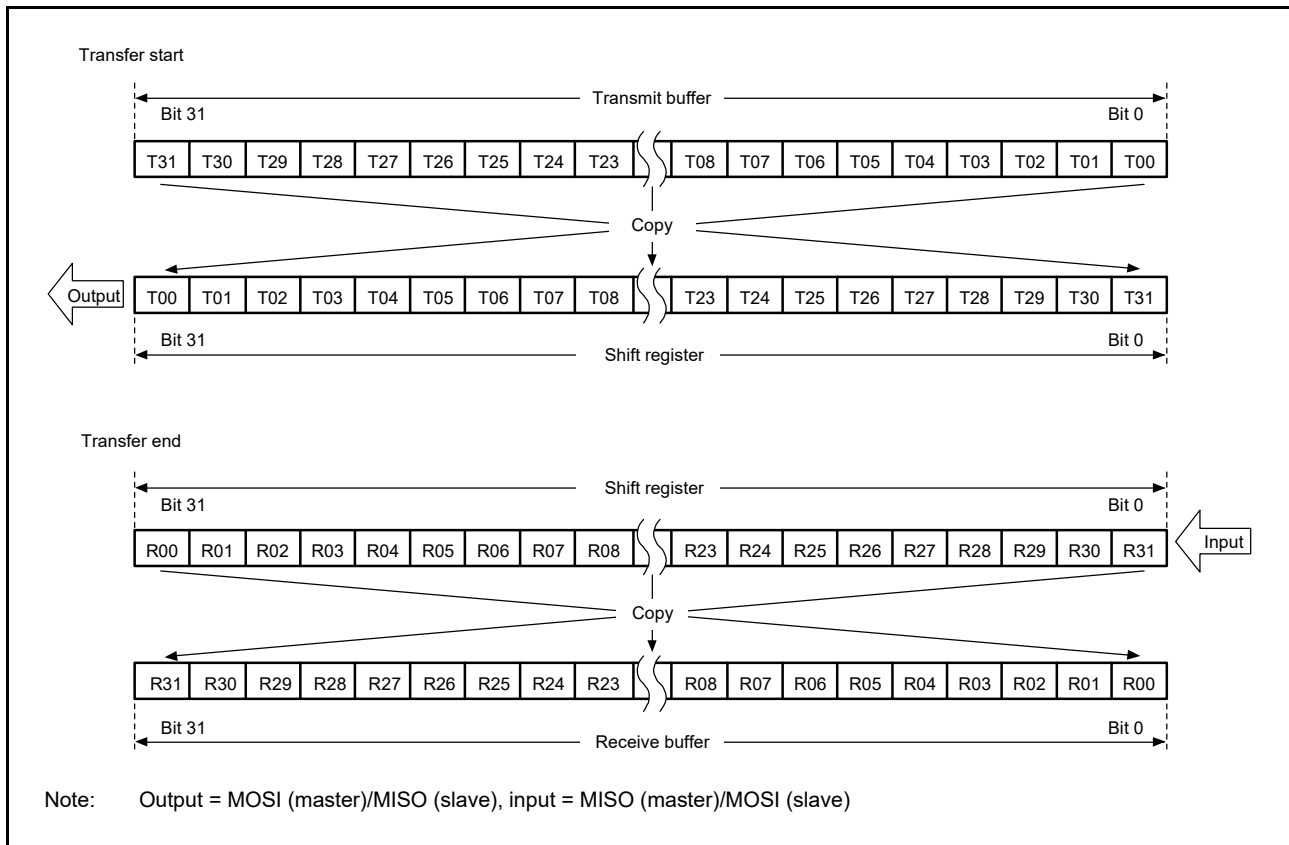 Transfer start
Transmit buffer
Bit 31 Bit 0
T31 T30 T29 T28 T27 T26 T25 T24 T23 T08 T07 T06 T05 T04 T03 T02 T01 T00
Copy
Output T00 T01 T02 T03 T04 T05 T06 T07 T08 T23 T24 T25 T26 T27 T28 T29 T30 T31
Bit 31 Bit 0
Shift register
Transfer end
Shift register
Bit 31 Bit 0
R00 R01 R02 R03 R04 R05 R06 R07 R08 R23 R24 R25 R26 R27 R28 R29 R30 R31 Input
Copy
R31 R30 R29 R28 R27 R26 R25 R24 R23 R08 R07 R06 R05 R04 R03 R02 R01 R00
Bit 31 Bit 0
Receive buffer
Note: Output = MOSI (master)/MISO (slave), input = MISO (master)/MOSI (slave)